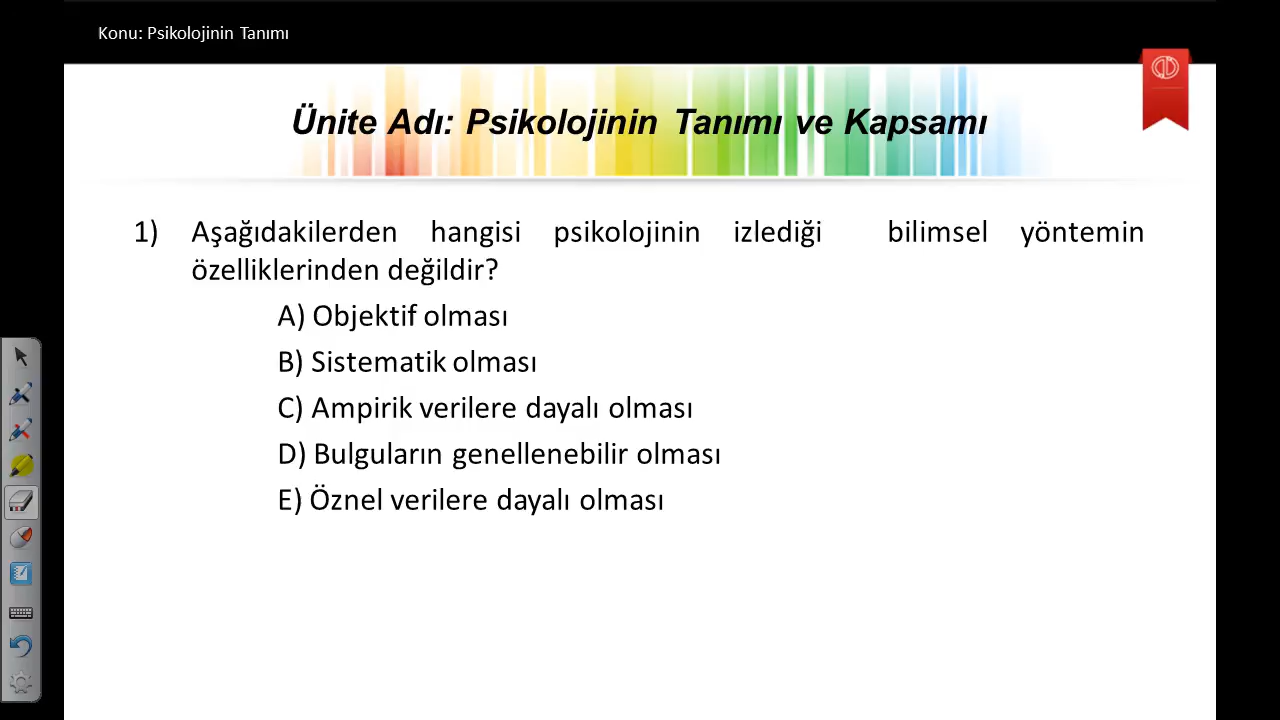 Konu: Psikolojinin Tanımı
Ünite Adı: Psikolojinin Tanımı ve Kapsamı
1) Aşağıdakilerden hangisi psikolojinin izlediği bilimsel yöntemin
özelliklerinden değildir?
A) Objektif olması
B) Sistematik olması
C) Ampirik verilere dayalı olması
D) Bulguların genellenebilir olması
E) Öznel verilere dayalı olması